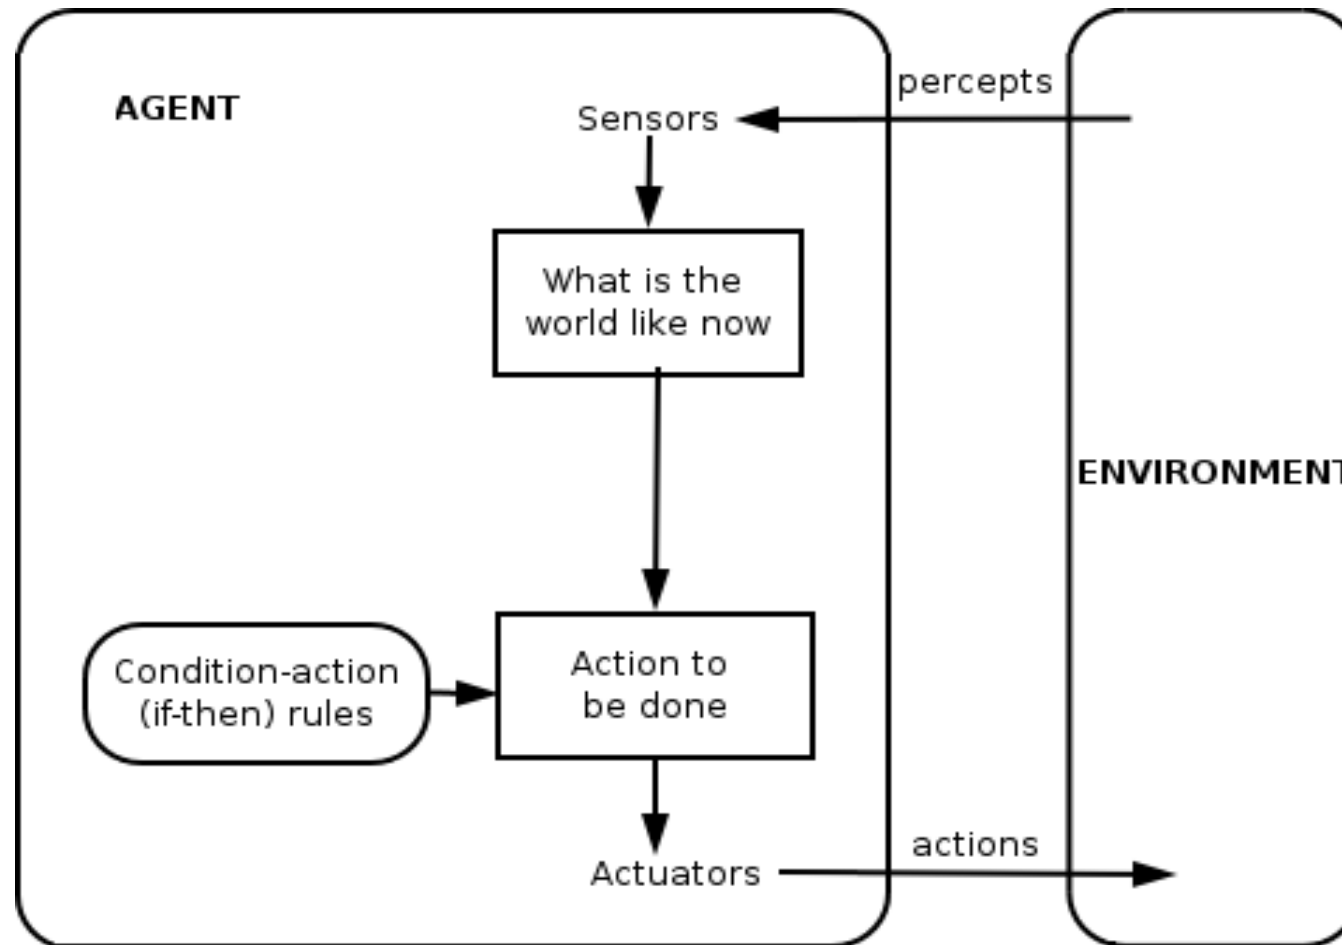 AGENT
percepts
Sensors
What is the
world like now
ENVIRONMENT
Condition-action
(if-then) rules
Action to
be done
actions
Actuators